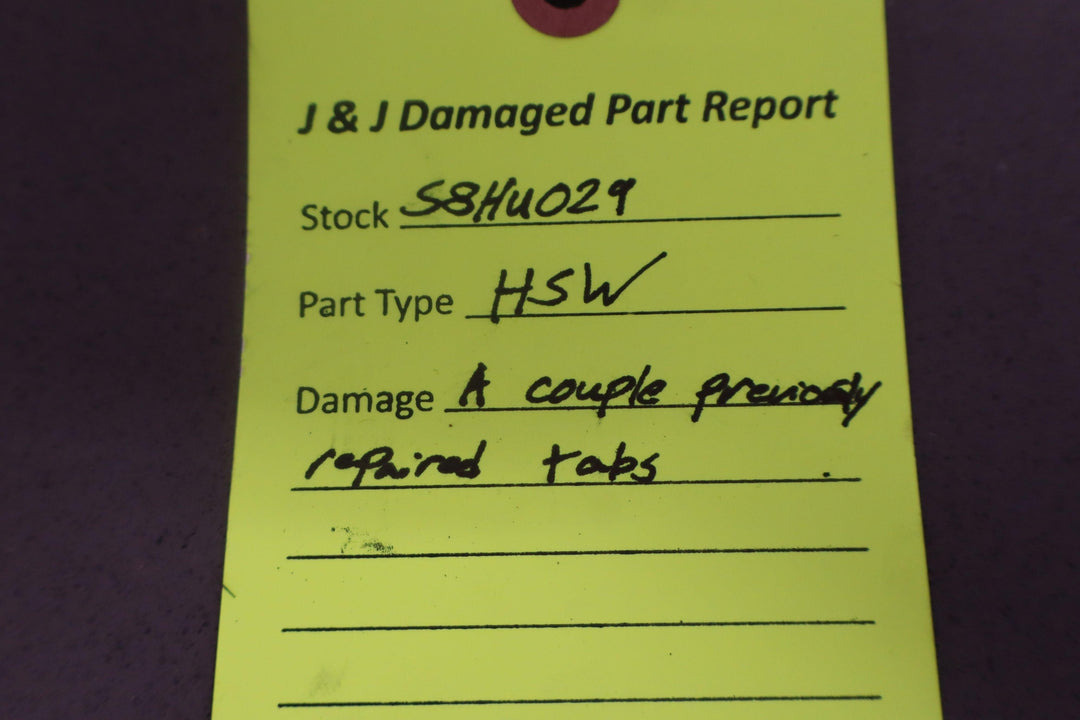 J & J Damaged Part Report
Stock S8HU029
Part Type HSW
Damage A couple previously
repaired tabs